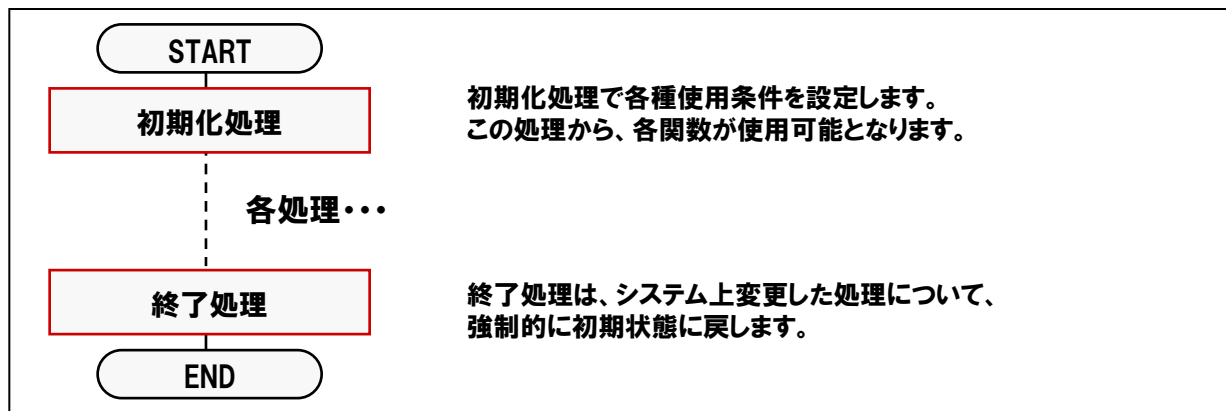 START
初期化処理
初期化処理で各種使用条件を設定します。
この処理から、各関数が使用可能となります。
各処理・・・
終了処理
終了処理は、システム上変更した処理について、
強制的に初期状態に戻します。
END